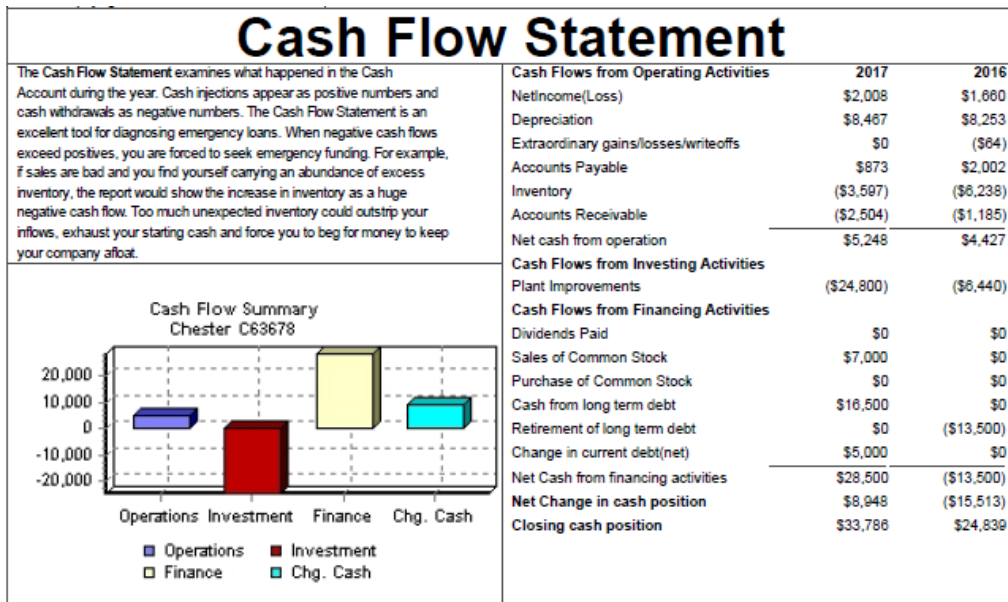 Cash Flow Statement
The Cash Flow Statement examines what happened in the Cash
Account during the year. Cash injections appear as positive numbers and
cash withdrawals as negative numbers. The Cash Flow Statement is an
excellent tool for diagnosing emergency loans. When negative cash flows
exceed positives, you are forced to seek emergency funding. For example,
if sales are bad and you find yourself carrying an abundance of excess
inventory, the report would show the increase in inventory as a huge
negative cash flow. Too much unexpected inventory could outstrip your
inflows, exhaust your starting cash and force you to beg for money to keep
your company afloat.
Cash Flow Summary
Chester C63678
20,000
10,000
0
-10,000
-20,000
Operations Investment Finance Chg. Cash
Operations Investment
Finance Chg. Cash
Cash Flows from Operating Activities 2017 2016
NetIncome(Loss) $2,008 $1,660
Depreciation $8,467 $8,253
Extraordinary gains/losses/writeoffs $0 ($64)
Accounts Payable $873 $2,002
Inventory ($3,597) ($6,238)
Accounts Receivable ($2,504) ($1,185)
Net cash from operation $5,248 $4,427
Cash Flows from Investing Activities
Plant Improvements ($24,800) ($6,440)
Cash Flows from Financing Activities
Dividends Paid $0 $0
Sales of Common Stock $7,000 $0
Purchase of Common Stock $0 $0
Cash from long term debt $16,500 $0
Retirement of long term debt $0 ($13,500)
Change in current debt(net) $5,000 $0
Net Cash from financing activities $28,500 ($13,500)
Net Change in cash position $8,948 ($15,513)
Closing cash position $33,786 $24,839